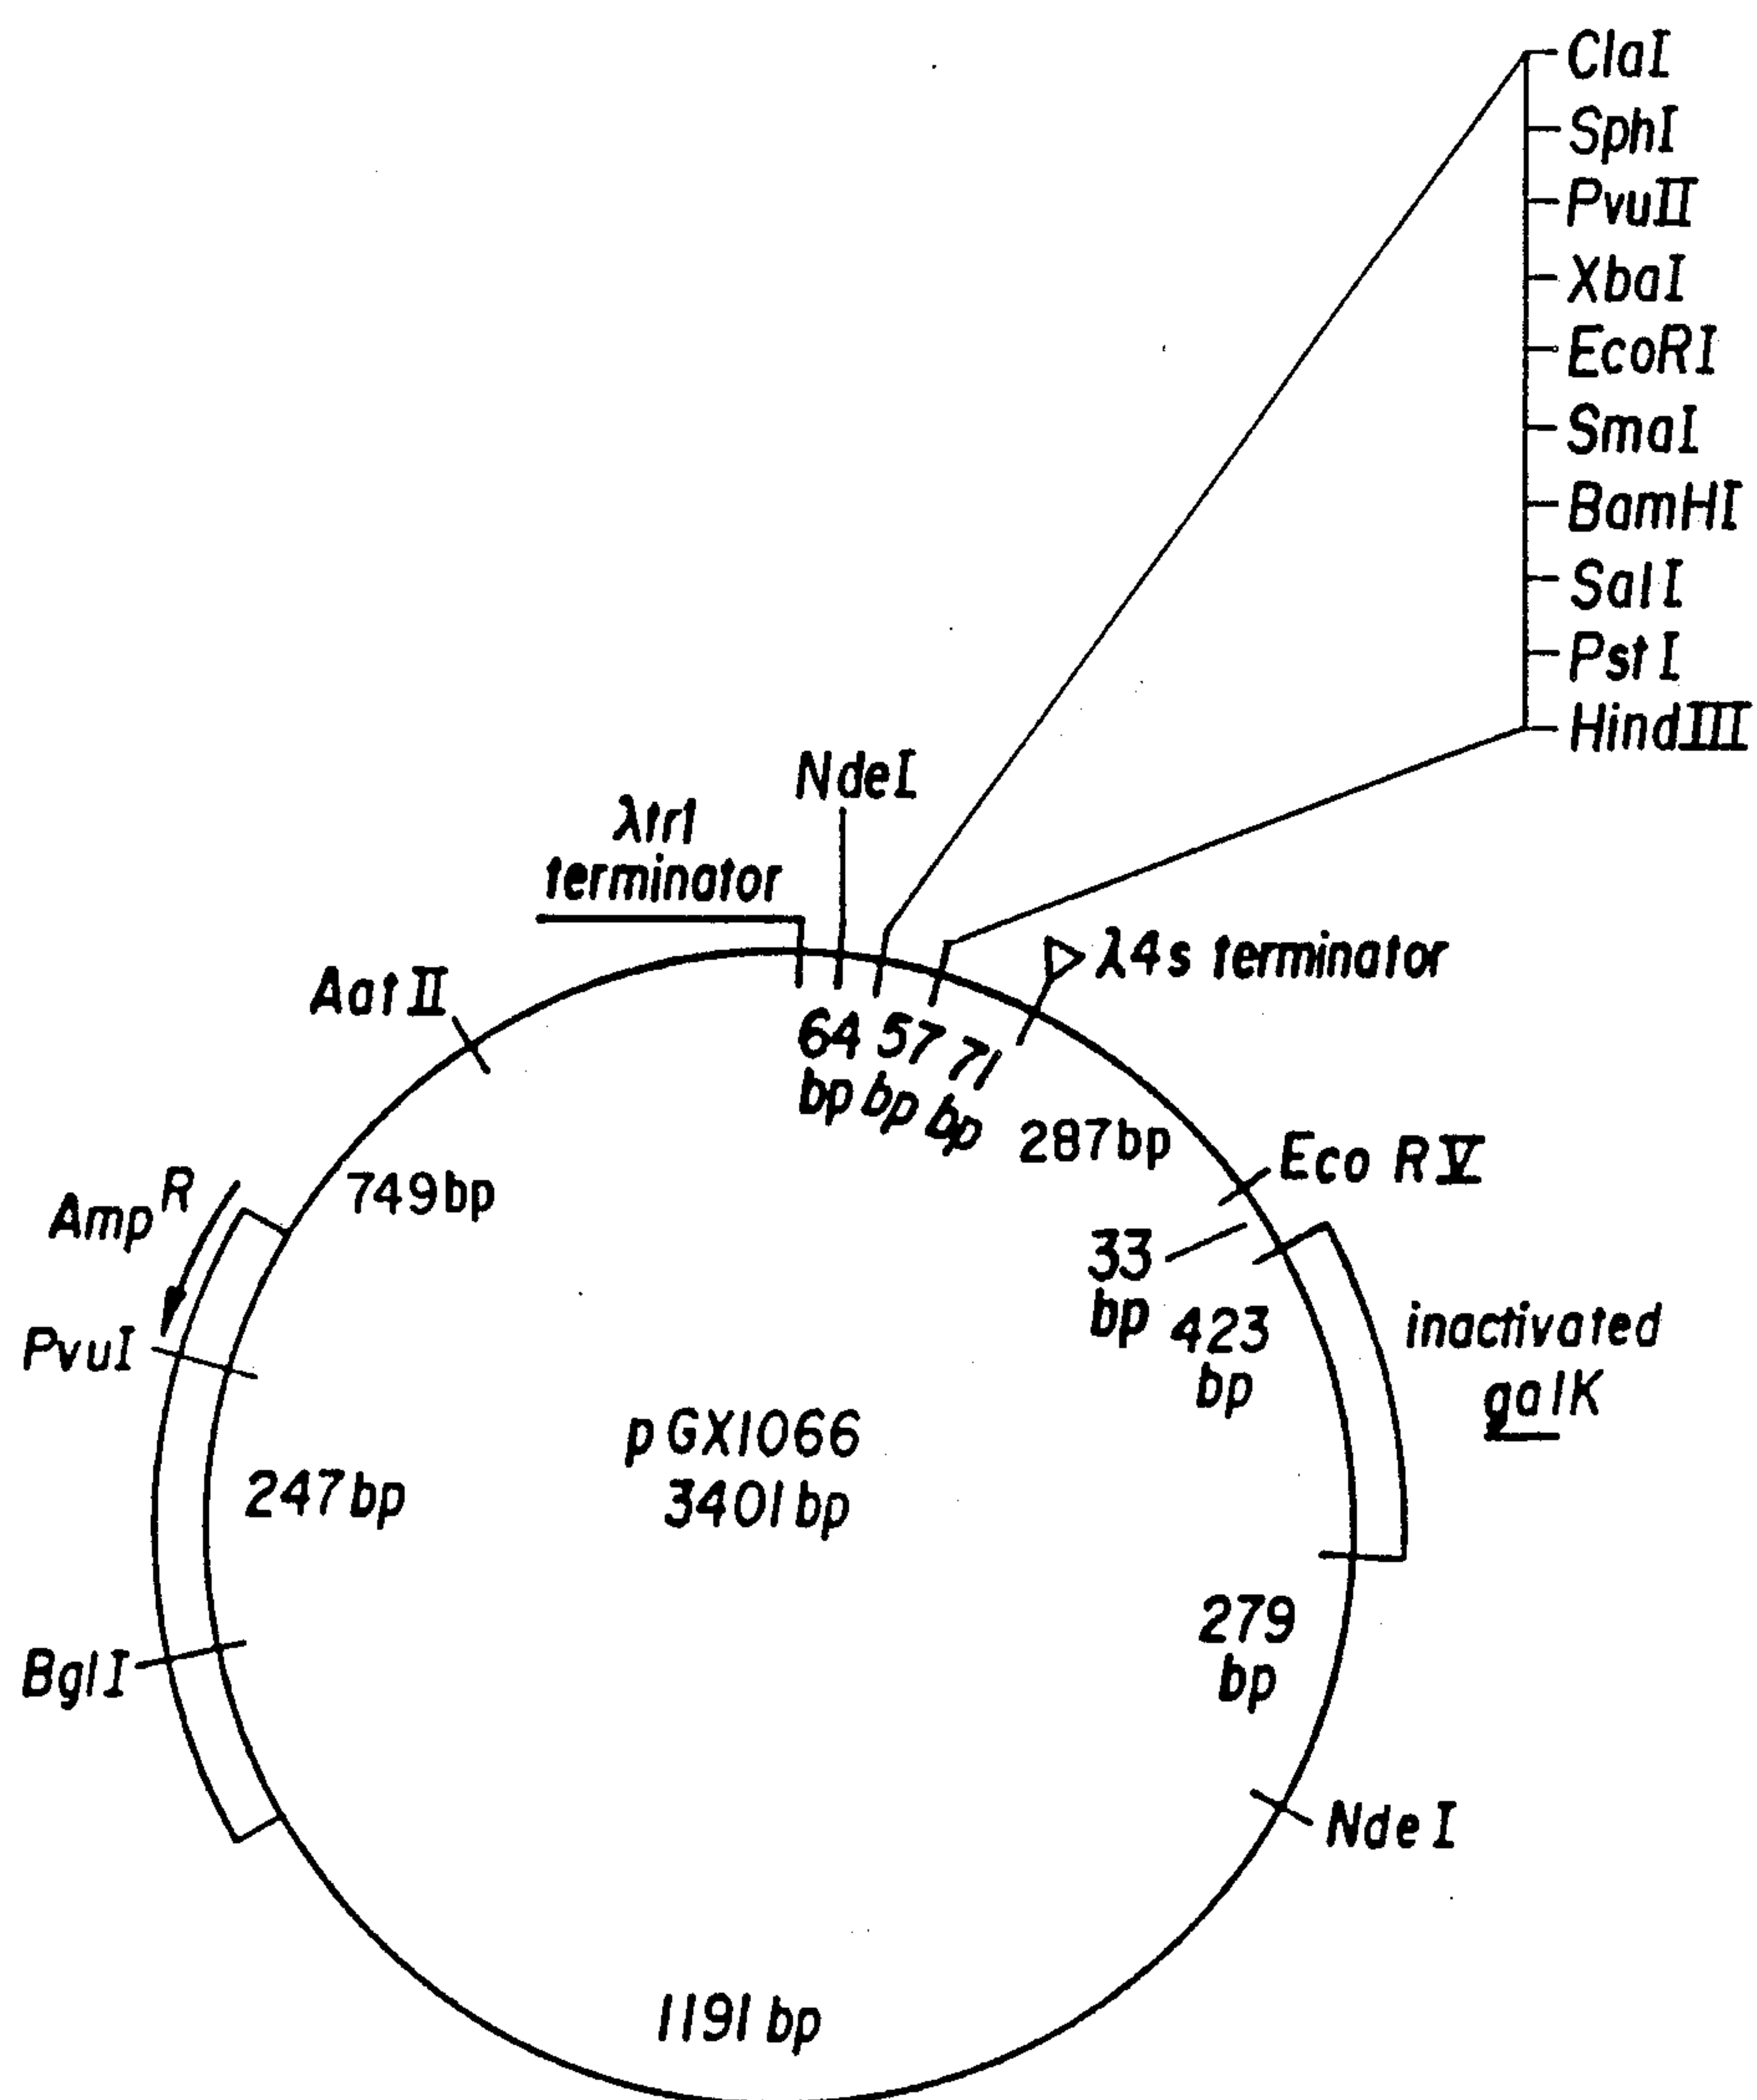 ClaI
SphI
PvuII
XbaI
EcoRI
SmaI
BamHI
SalI
PstI
HindIII
NdeI
λtr1
terminator
λ4s terminator
AatII
64
bp
57
bp
71
bp
287bp
Eco RV
749bp
Amp^R
33
bp
423
bp
inactivated
galK
PvuI
pGX1066
3401bp
247bp
279
bp
BglI
NdeI
1191bp